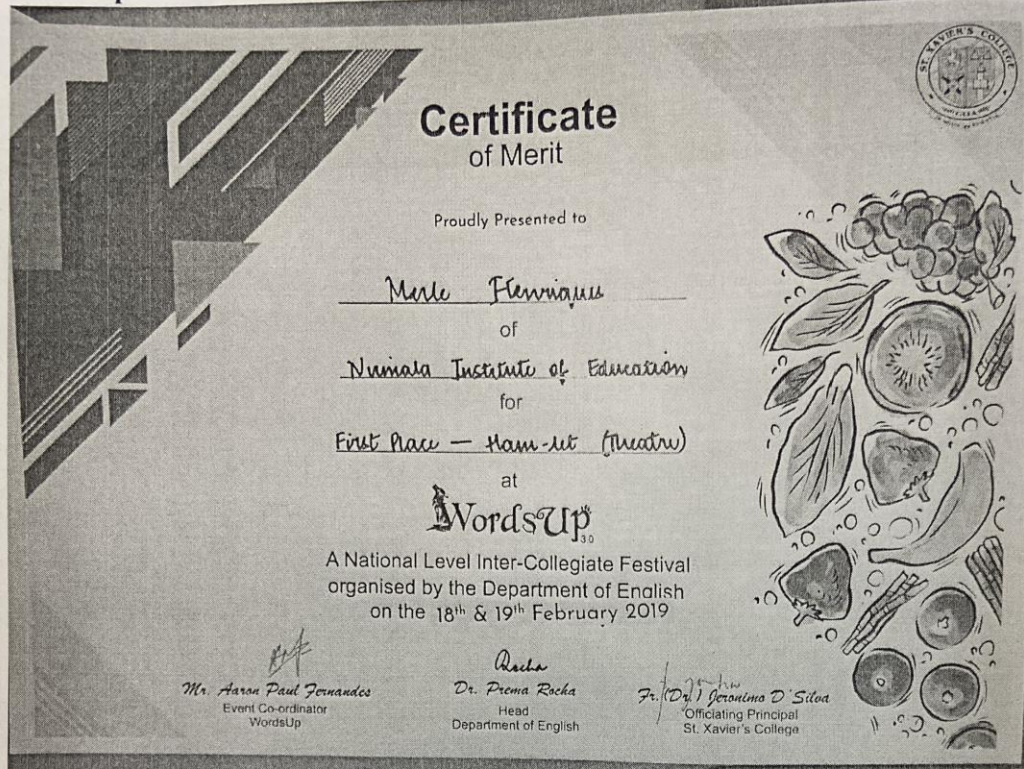 ST. XAVIER'S COLLEGE
Certificate
of Merit
Proudly Presented to
Merle Henriques
of
Nirmala Institute of Education
for
First Place — Ham-let (Theatre)
at
WordsUp
3.0
A National Level Inter-Collegiate Festival
organised by the Department of English
on the 18th & 19th February 2019
Rocha
Mr. Aaron Paul Fernandes
Dr. Prema Rocha
Fr. (Dr.) Jeronimo D'Silva
Event Co-ordinator
Head
Officiating Principal
WordsUp
Department of English
St. Xavier's College